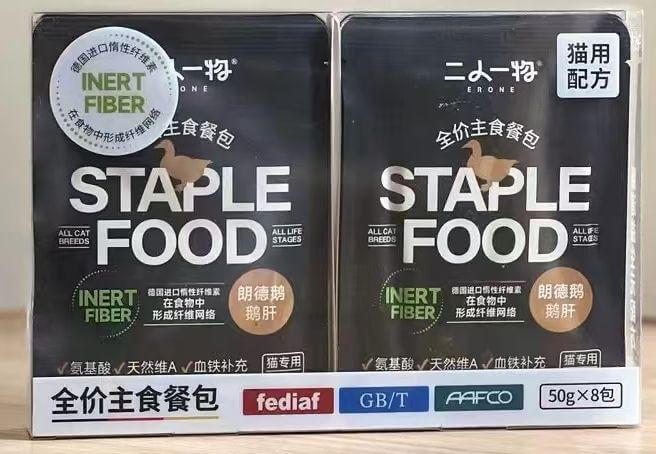 德国进口惰性纤维素
INERT
FIBER
在食物中形成纤维网络
二人一物®
ERONE
主食餐包
STAPLE
FOOD
ALL CAT
BREEDS
ALL LIFE
STAGES
INERT
FIBER
德国进口惰性纤维素
在食物中
形成纤维网络
朗德鹅
鹅肝
✓氨基酸 ✓天然维A ✓血铁补充
猫专用
二人一物®
ERONE
猫用
配方
全价主食餐包
STAPLE
FOOD
ALL CAT
BREEDS
ALL LIFE
STAGES
INERT
FIBER
德国进口惰性纤维素
在食物中
形成纤维网络
朗德鹅
鹅肝
✓氨基酸 ✓天然维A ✓血铁补充
猫专用
全价主食餐包
fediaf
GB/T
AAFCO
50g×8包